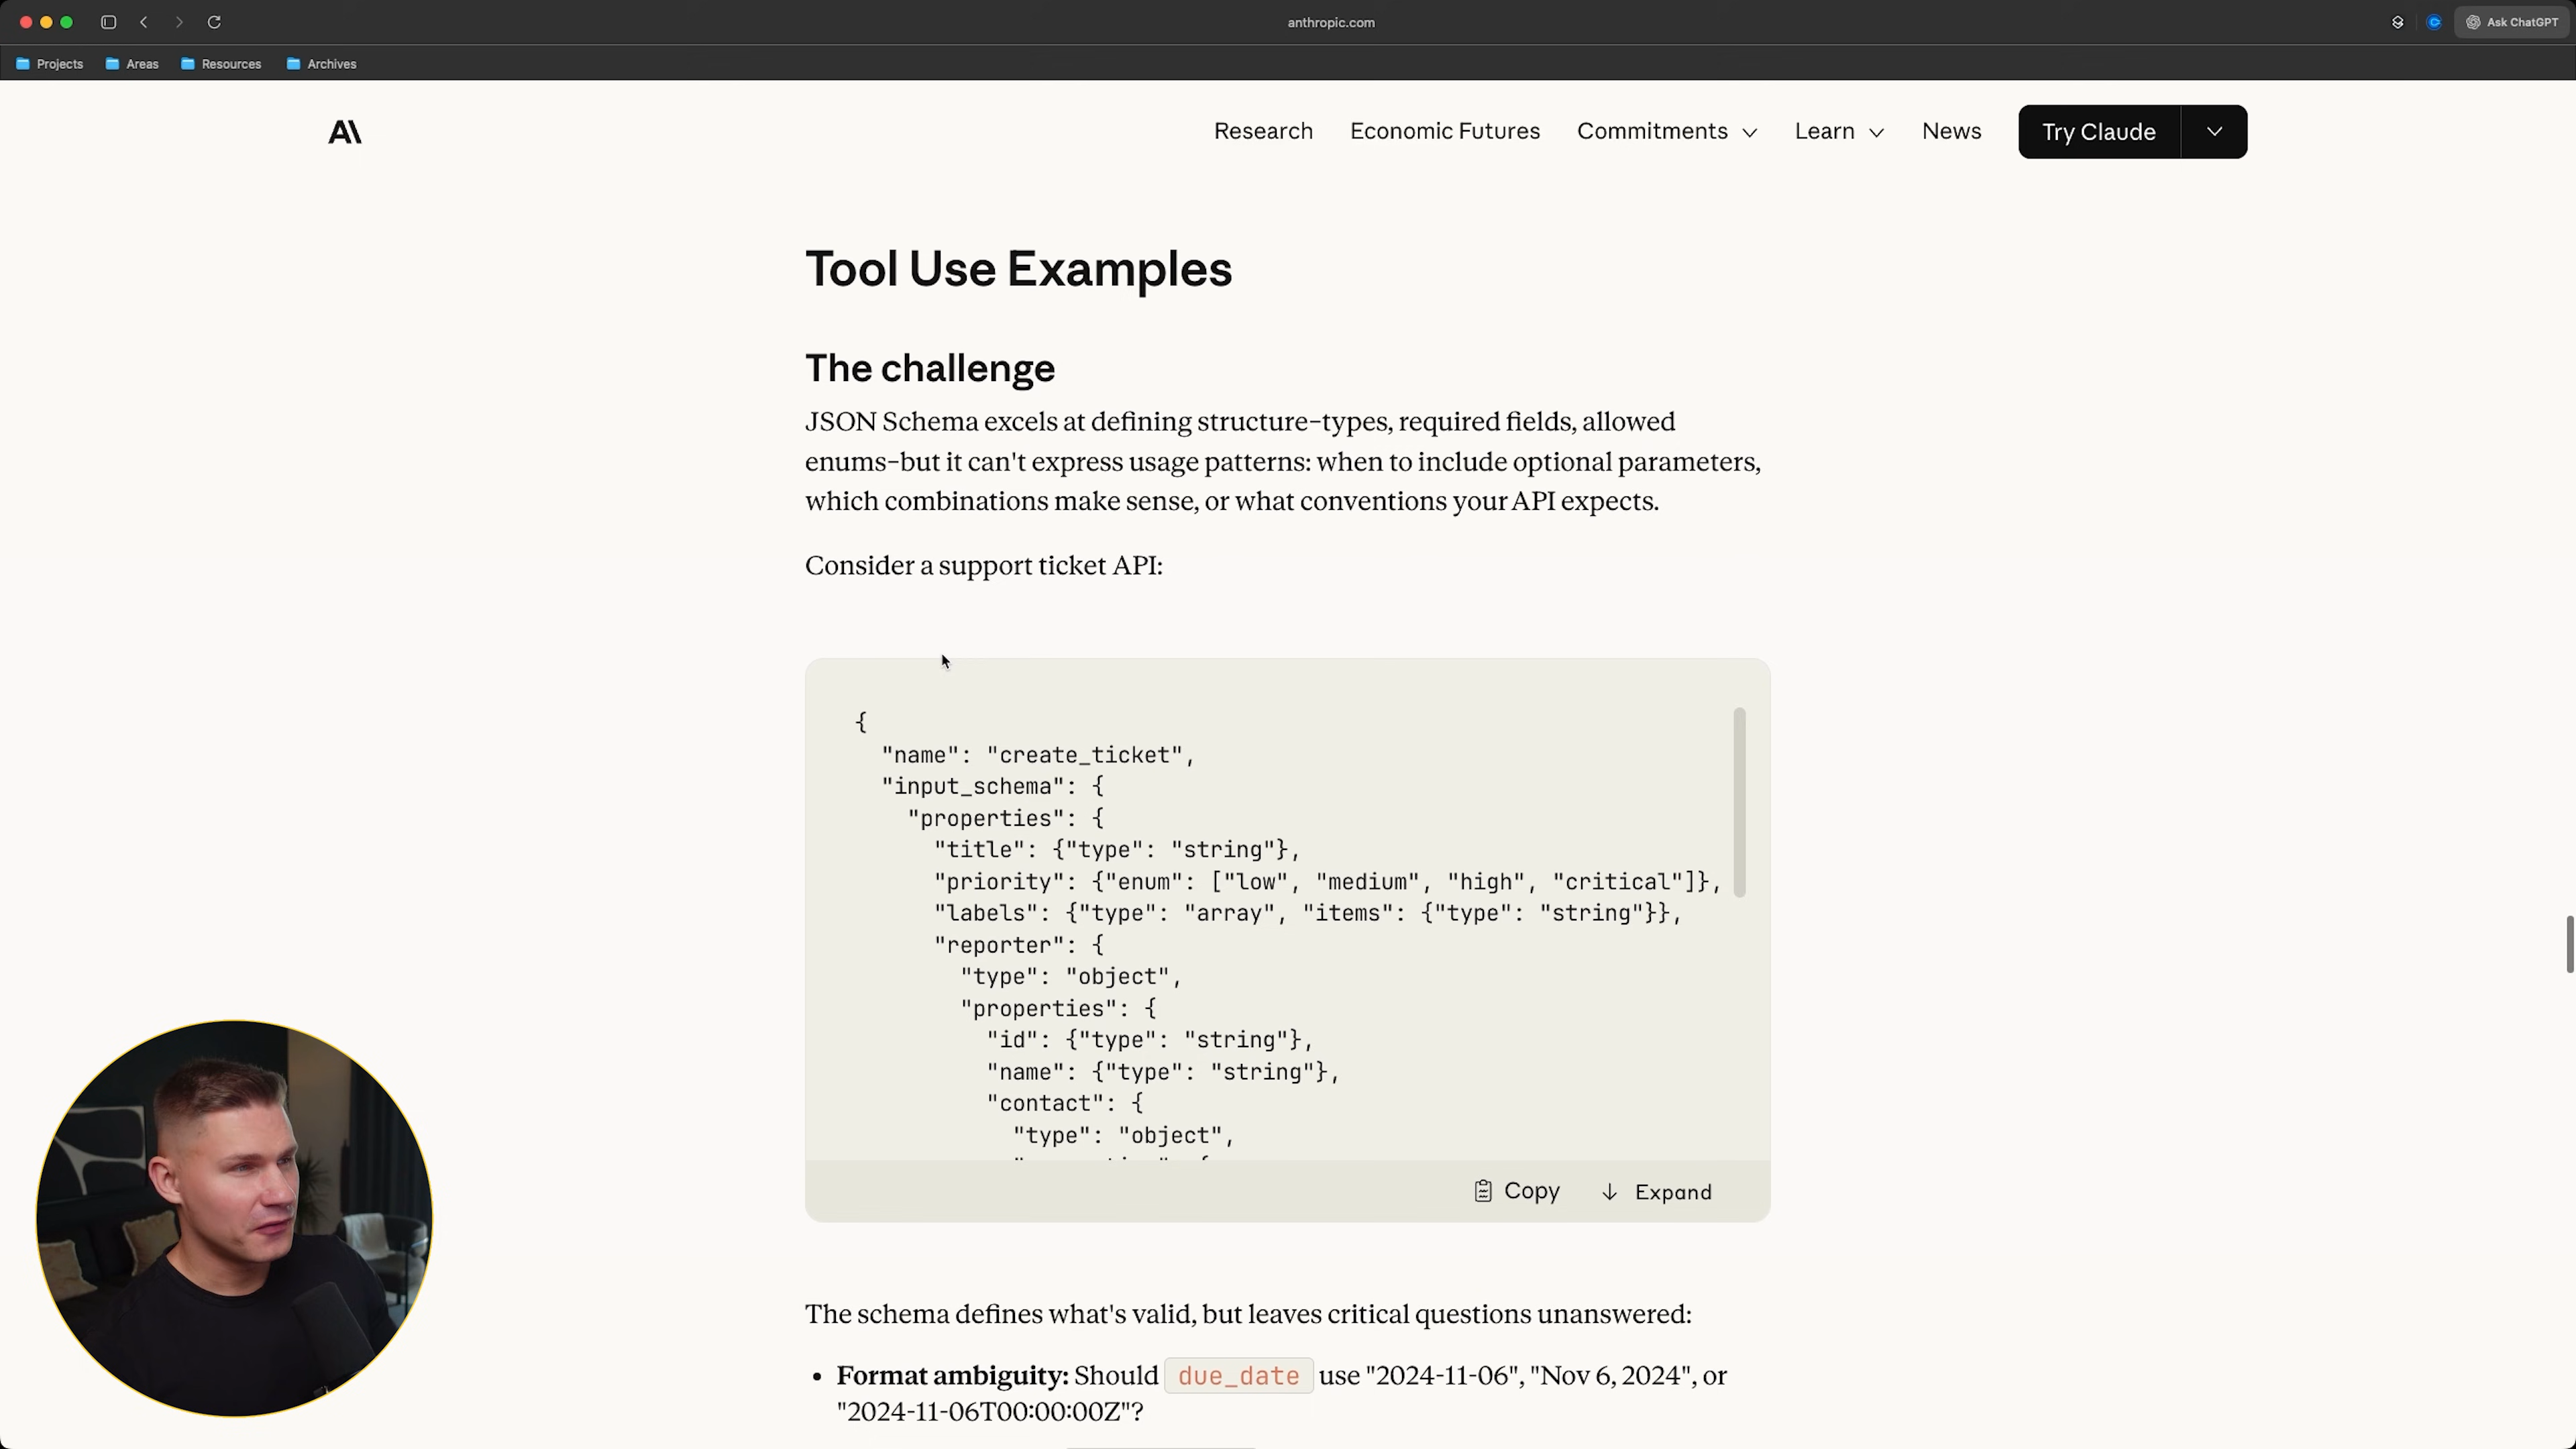 anthropic.com
Ask ChatGPT
Projects
Areas
Resources
Archives
A\
Research
Economic Futures
Commitments
Learn
News
Try Claude
Tool Use Examples
The challenge
JSON Schema excels at defining structure–types, required fields, allowed
enums–but it can't express usage patterns: when to include optional parameters,
which combinations make sense, or what conventions your API expects.
Consider a support ticket API:
{
"name": "create_ticket",
"input_schema": {
"properties": {
"title": {"type": "string"},
"priority": {"enum": ["low", "medium", "high", "critical"]},
"labels": {"type": "array", "items": {"type": "string"}},
"reporter": {
"type": "object",
"properties": {
"id": {"type": "string"},
"name": {"type": "string"},
"contact": {
"type": "object",
Copy
Expand
The schema defines what's valid, but leaves critical questions unanswered:
• Format ambiguity: Should due_date use "2024-11-06", "Nov 6, 2024", or
"2024-11-06T00:00:00Z"?